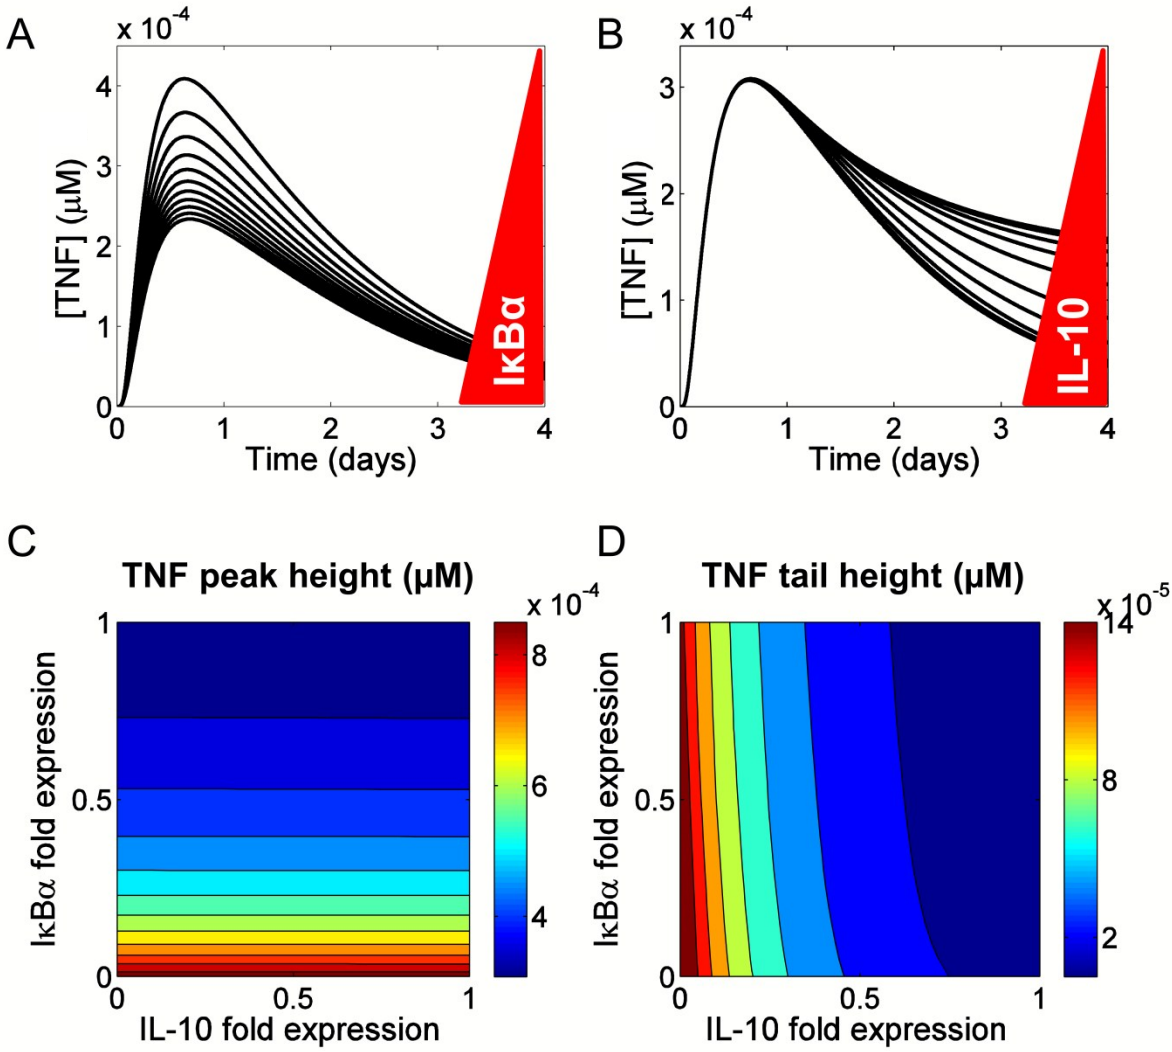 A
x 10⁻⁴
4
3
2
1
0
[TNF] (μM)
IκBα
0 1 2 3 4
Time (days)
B
x 10⁻⁴
3
2
1
0
[TNF] (μM)
IL-10
0 1 2 3 4
Time (days)
C
TNF peak height (μM)
x 10⁻⁴
1
0.5
0
IκBα fold expression
8
6
4
0 0.5 1
IL-10 fold expression
D
TNF tail height (μM)
x 10⁻⁵
1
0.5
0
IκBα fold expression
14
8
2
0 0.5 1
IL-10 fold expression